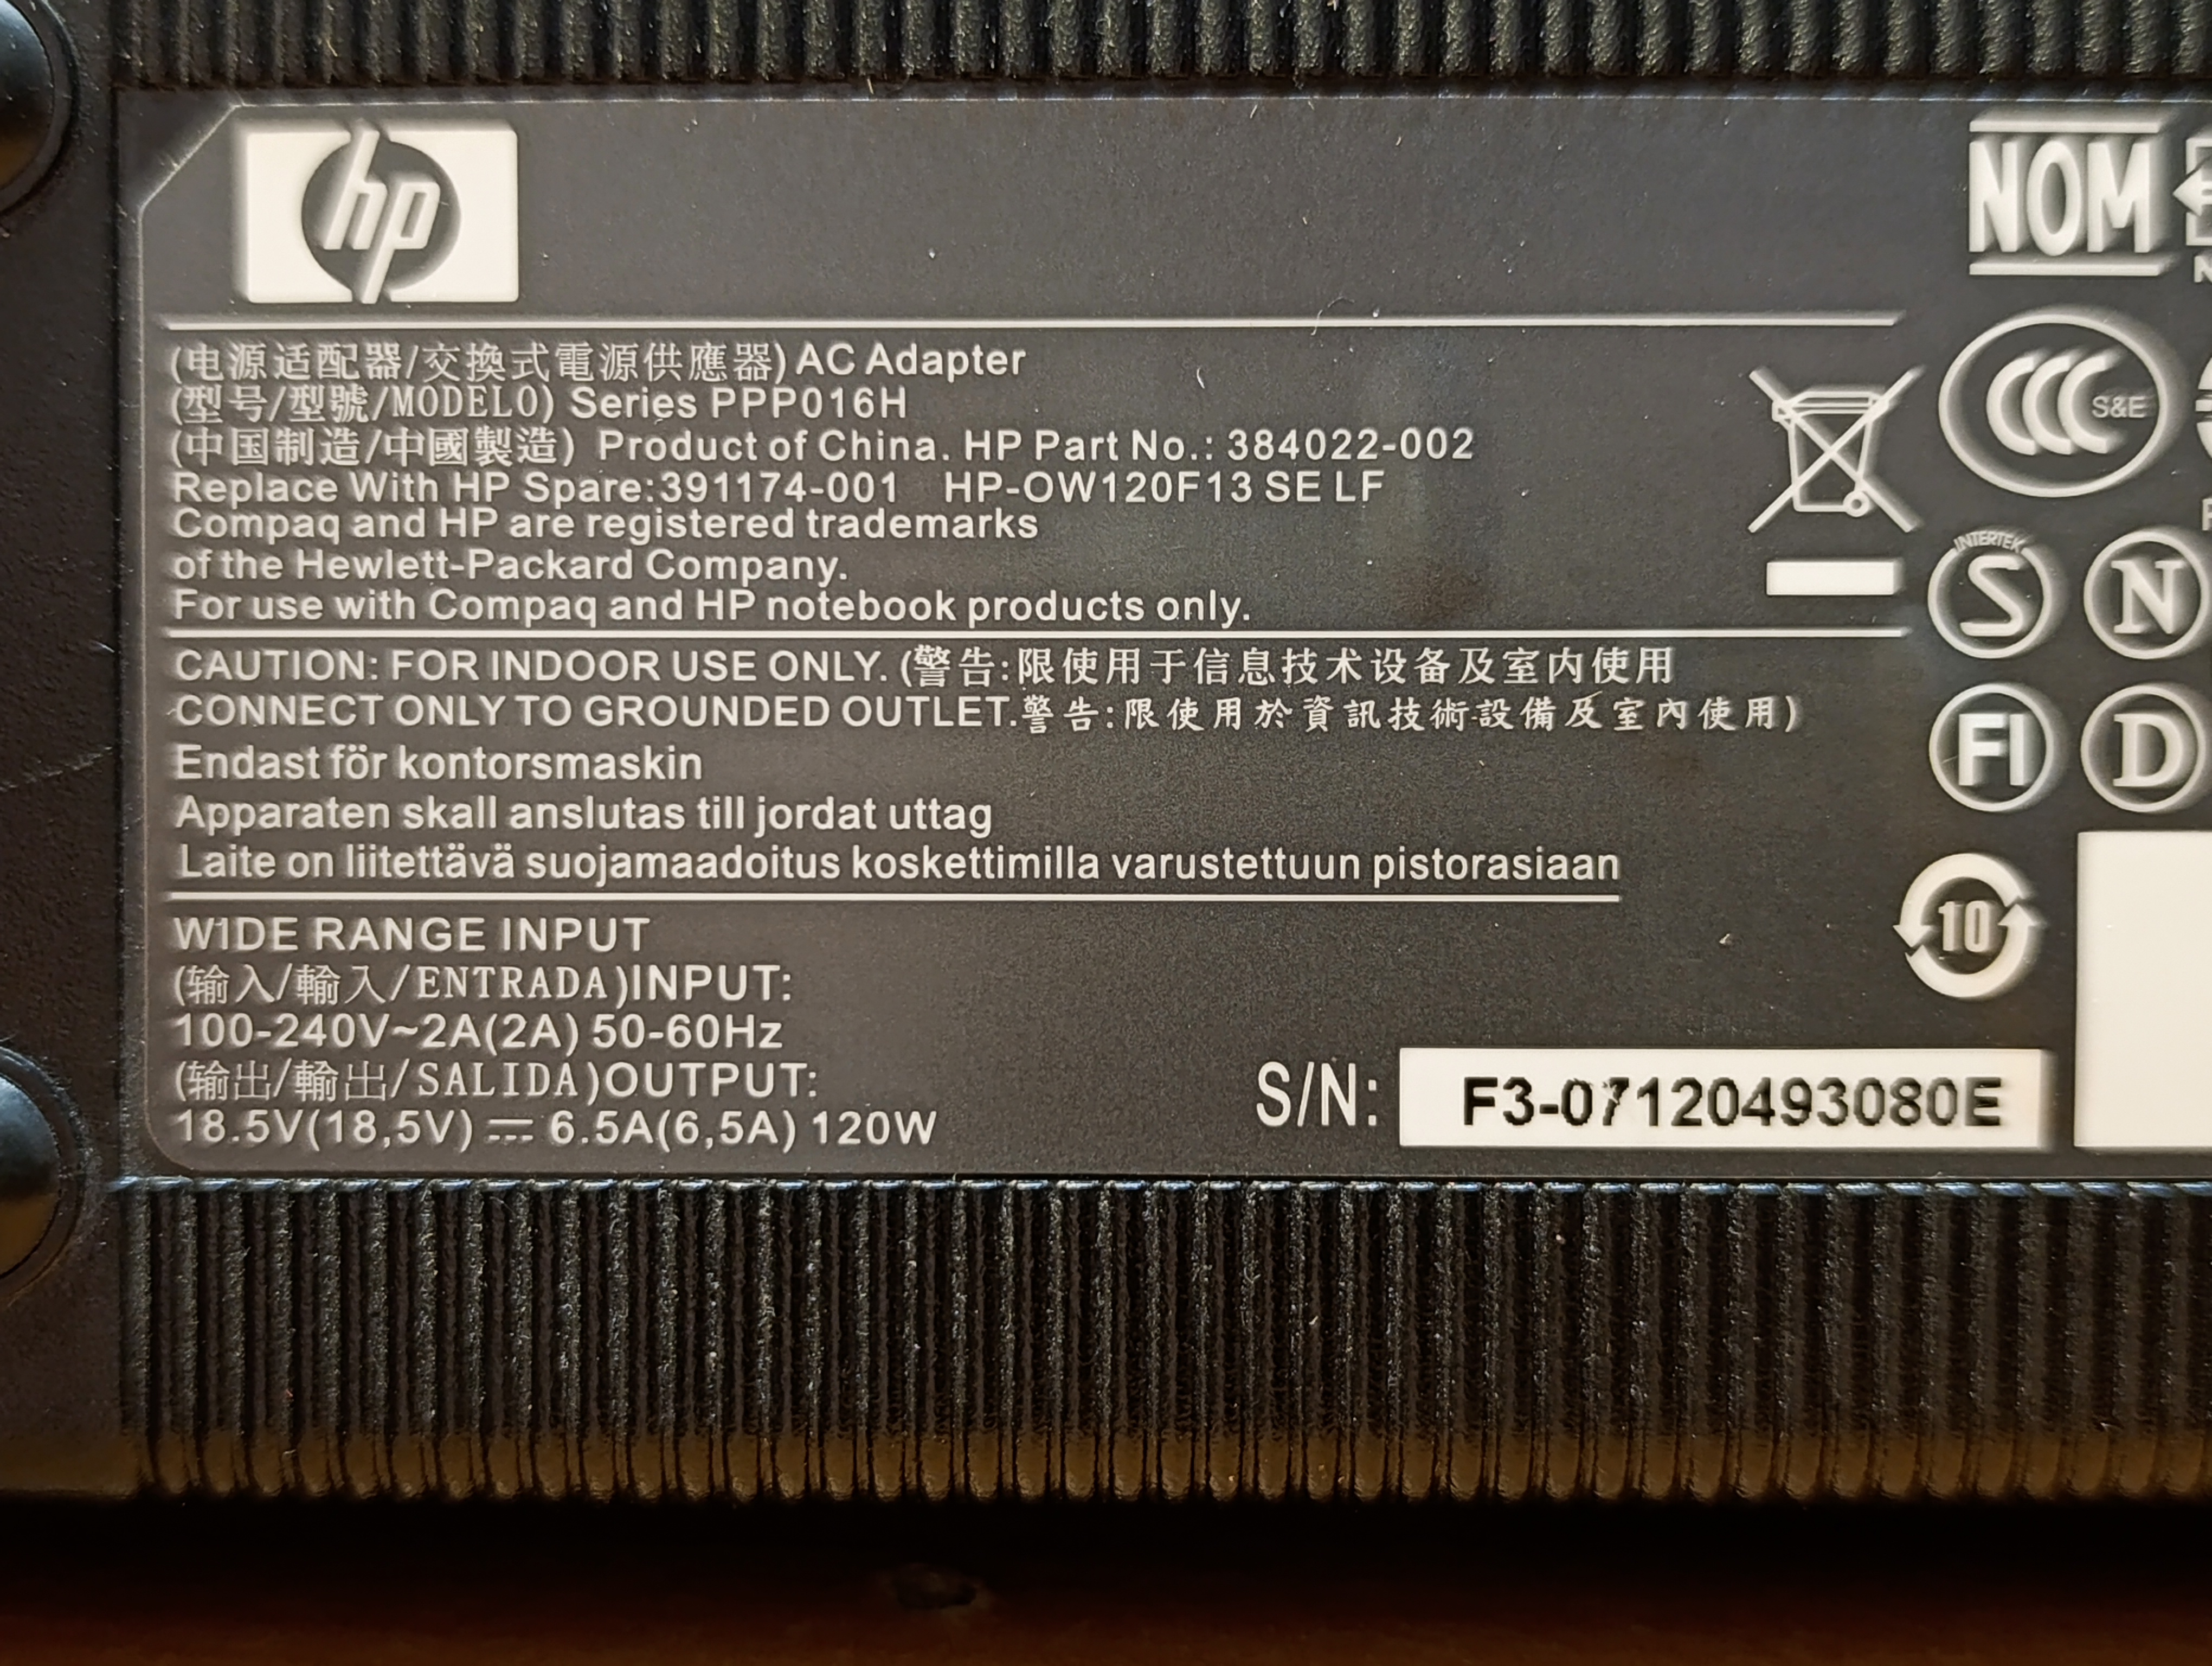 hp
NOM
(电源适配器/交換式電源供應器) AC Adapter
(型号/型號/MODELO) Series PPP016H
(中国制造/中國製造) Product of China. HP Part No.: 384022-002
Replace With HP Spare:391174-001 HP-OW120F13 SE LF
Compaq and HP are registered trademarks
of the Hewlett-Packard Company.
For use with Compaq and HP notebook products only.
CCC S&E
INTERTEK
S
N
CAUTION: FOR INDOOR USE ONLY. (警告:限使用于信息技术设备及室内使用
CONNECT ONLY TO GROUNDED OUTLET.警告:限使用於資訊技術設備及室內使用)
FI
D
Endast för kontorsmaskin
Apparaten skall anslutas till jordat uttag
Laite on liitettävä suojamaadoitus koskettimilla varustettuun pistorasiaan
10
WIDE RANGE INPUT
(输入/輸入/ENTRADA)INPUT:
100-240V~2A(2A) 50-60Hz
(输出/輸出/SALIDA)OUTPUT:
18.5V(18,5V) ⎓ 6.5A(6,5A) 120W
S/N: F3-07120493080E